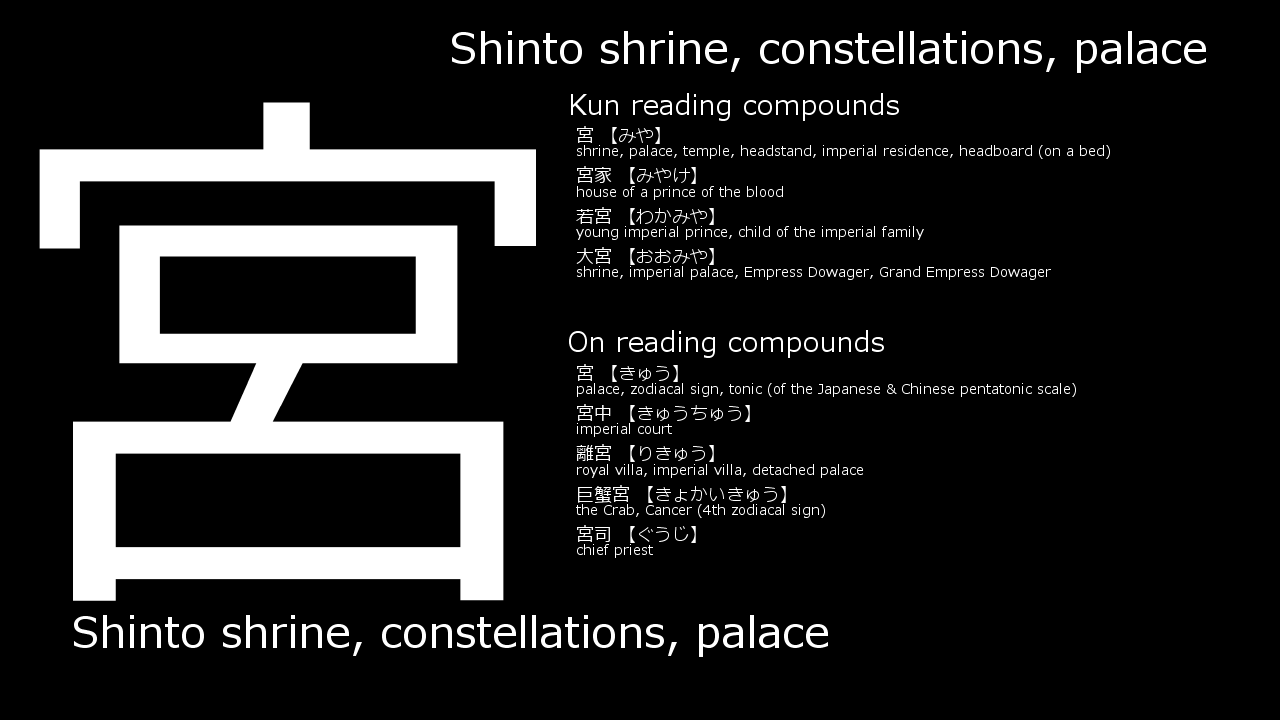 Shinto shrine, constellations, palace
宮
Kun reading compounds
宮 【みや】
shrine, palace, temple, headstand, imperial residence, headboard (on a bed)
宮家 【みやけ】
house of a prince of the blood
若宮 【わかみや】
young imperial prince, child of the imperial family
大宮 【おおみや】
shrine, imperial palace, Empress Dowager, Grand Empress Dowager
On reading compounds
宮 【きゅう】
palace, zodiacal sign, tonic (of the Japanese & Chinese pentatonic scale)
宮中 【きゅうちゅう】
imperial court
離宮 【りきゅう】
royal villa, imperial villa, detached palace
巨蟹宮 【きょかいきゅう】
the Crab, Cancer (4th zodiacal sign)
宮司 【ぐうじ】
chief priest
Shinto shrine, constellations, palace